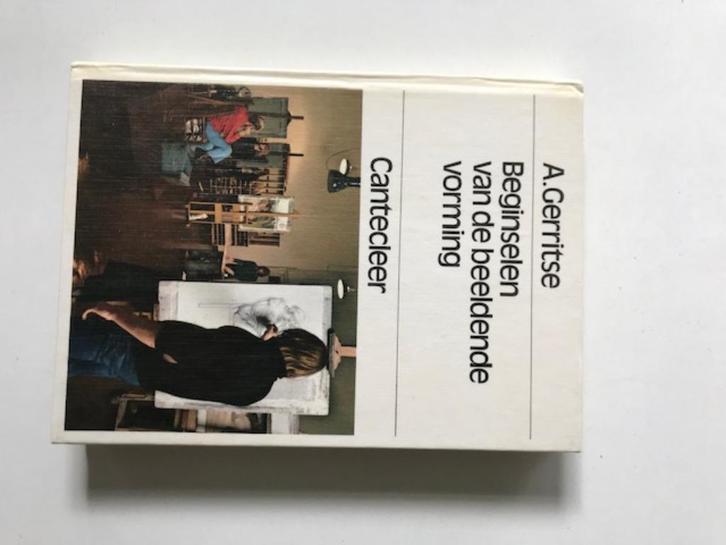 A.Gerritse
Beginselen
van de beeldende
vorming
Cantecleer